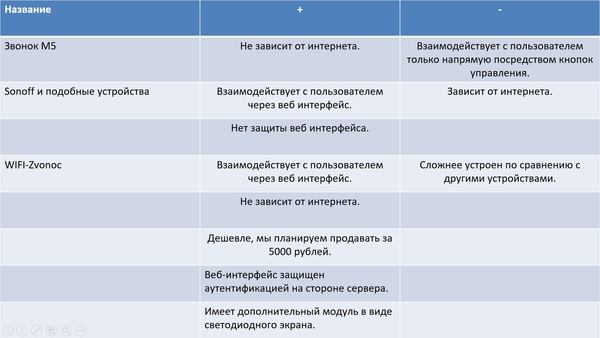 Название + -
Звонок M5 Не зависит от интернета. Взаимодействует с пользователем
только напрямую посредством кнопок
управления.
Sonoff и подобные устройства Взаимодействует с пользователем Зависит от интернета.
через веб интерфейс.
Нет защиты веб интерфейса.
WIFI-Zvonoc Взаимодействует с пользователем Сложнее устроен по сравнению с
через веб интерфейс. другими устройствами.
Не зависит от интернета.
Дешевле, мы планируем продавать за
5000 рублей.
Веб-интерфейс защищен
аутентификацией на стороне сервера.
Имеет дополнительный модуль в виде
светодиодного экрана.